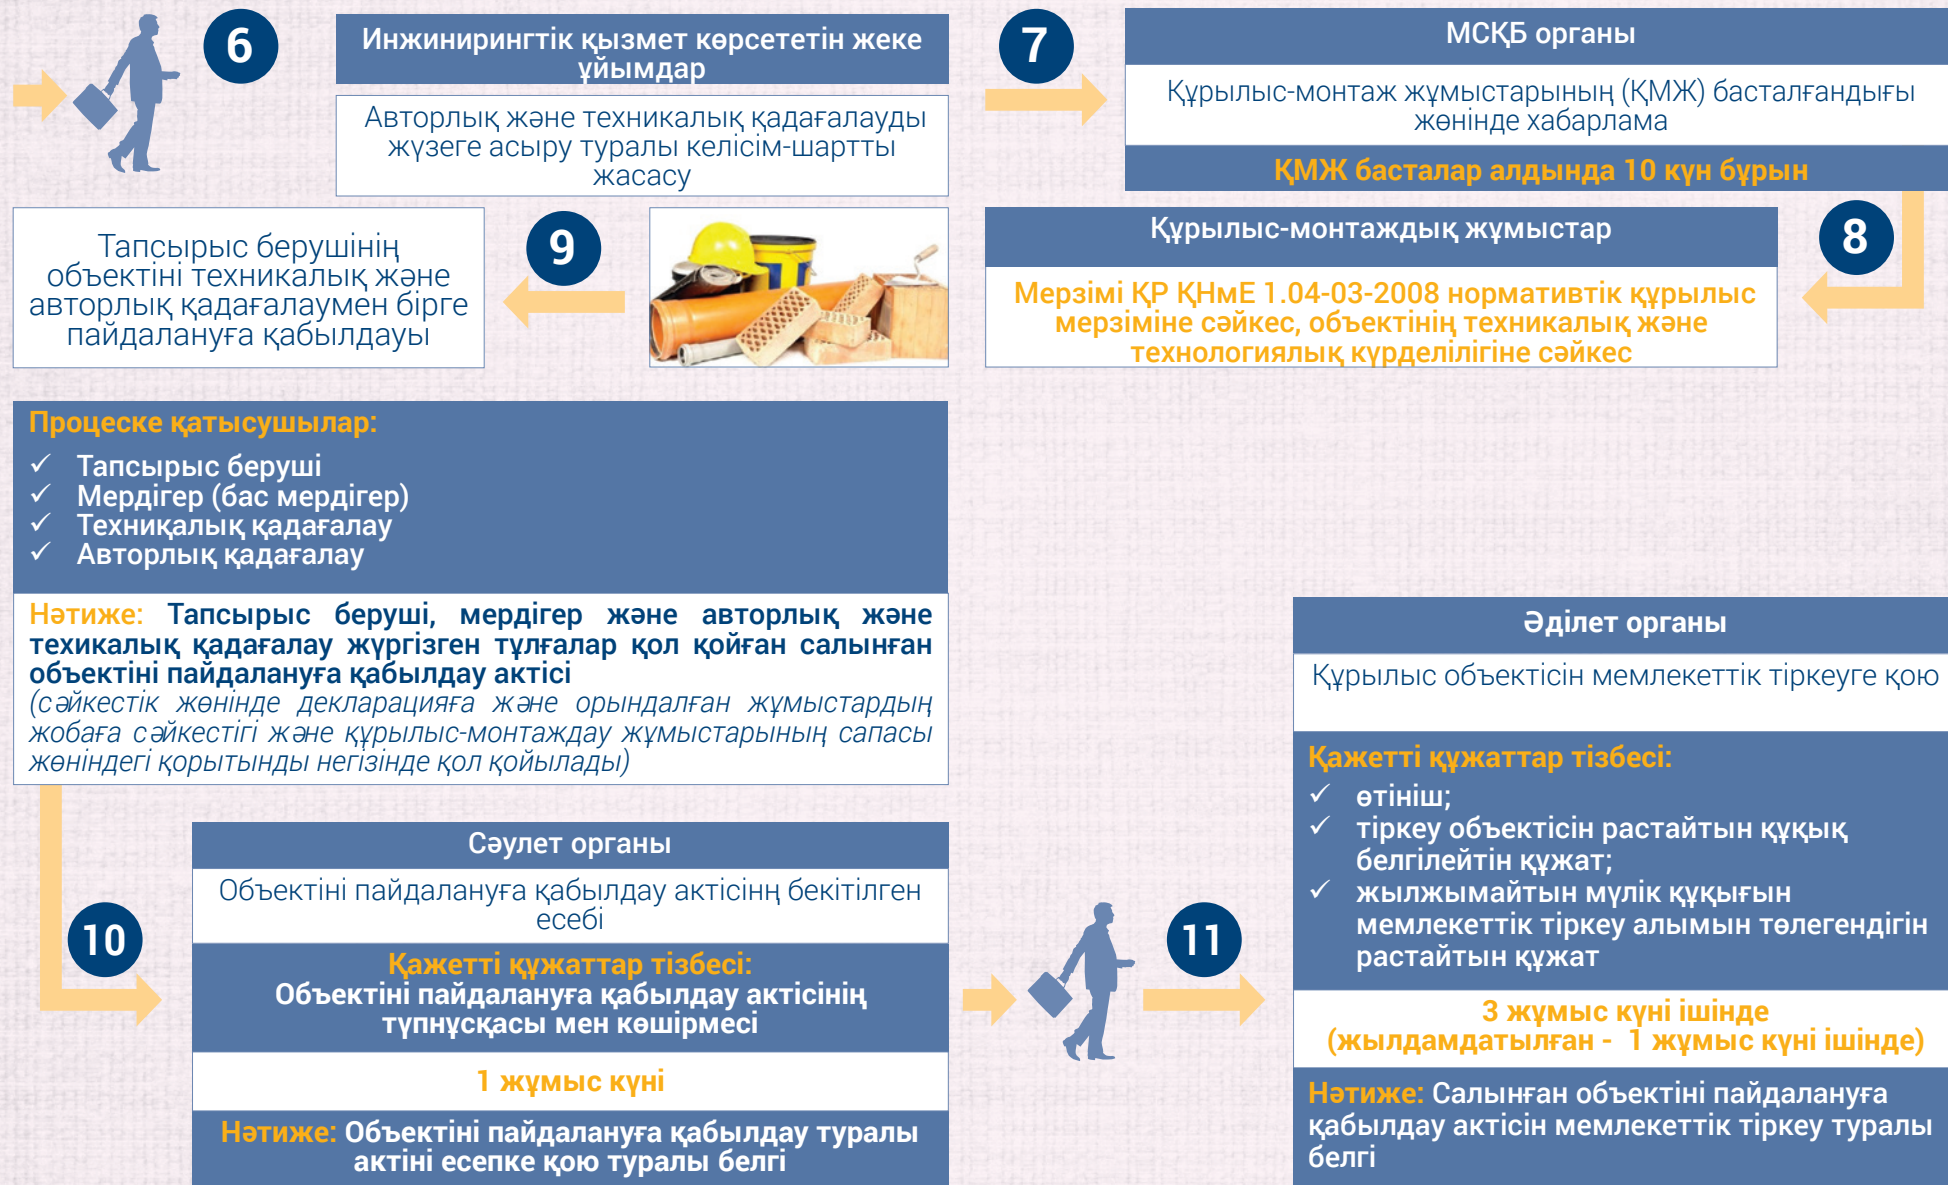 6
Инжинирингтік қызмет көрсететін жеке
ұйымдар
Авторлық және техникалық қадағалауды
жүзеге асыру туралы келісім-шартты
жасасу
7
МСҚБ органы
Құрылыс-монтаж жұмыстарының (ҚМЖ) басталғандығы
жөнінде хабарлама
ҚМЖ басталар алдында 10 күн бұрын
8
Құрылыс-монтаждық жұмыстар
Мерзімі ҚР ҚНмЕ 1.04-03-2008 нормативтік құрылыс
мерзіміне сәйкес, объектінің техникалық және
технологиялық күрделілігіне сәйкес
9
Тапсырыс берушінің
объектіні техникалық және
авторлық қадағалаумен бірге
пайдалануға қабылдауы
Процеске қатысушылар:
✓ Тапсырыс беруші
✓ Мердігер (бас мердігер)
✓ Техниқалық қадағалау
✓ Авторлық қадағалау
Нәтиже: Тапсырыс беруші, мердігер және авторлық және
техикалық қадағалау жүргізген тұлғалар қол қойған салынған
объектіні пайдалануға қабылдау актісі
(сәйкестік жөнінде декларацияға және орындалған жұмыстардың
жобаға сәйкестігі және құрылыс-монтаждау жұмыстарының сапасы
жөніндегі қорытынды негізінде қол қойылады)
10
Сәулет органы
Объектіні пайдалануға қабылдау актісінң бекітілген
есебі
Қажетті құжаттар тізбесі:
Объектіні пайдалануға қабылдау актісінің
түпнұсқасы мен көшірмесі
1 жұмыс күні
Нәтиже: Объектіні пайдалануға қабылдау туралы
актіні есепке қою туралы белгі
11
Әділет органы
Құрылыс объектісін мемлекеттік тіркеуге қою
Қажетті құжаттар тізбесі:
✓ өтініш;
✓ тіркеу объектісін растайтын құқық
белгілейтін құжат;
✓ жылжымайтын мүлік құқығын
мемлекеттік тіркеу алымын төлегендігін
растайтын құжат
3 жұмыс күні ішінде
(жылдамдатылған - 1 жұмыс күні ішінде)
Нәтиже: Салынған объектіні пайдалануға
қабылдау актісін мемлекеттік тіркеу туралы
белгі